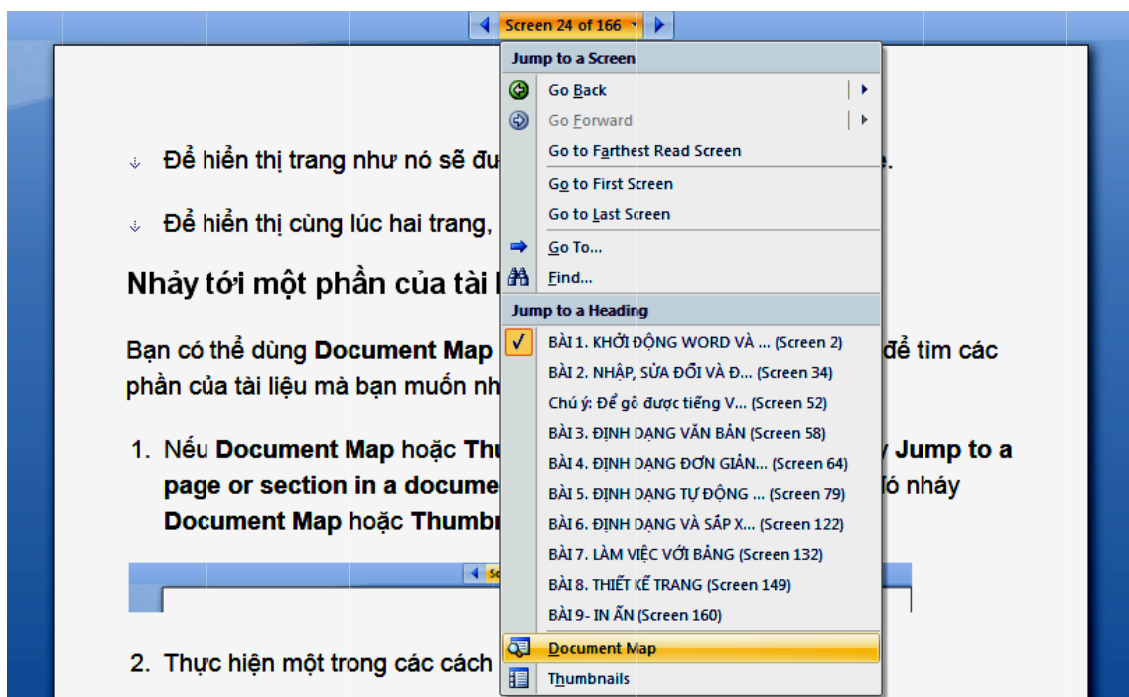 Screen 24 of 166
Jump to a Screen
Go Back
Go Forward
Go to Farthest Read Screen
Go to First Screen
Go to Last Screen
Go To...
Find...
Jump to a Heading
BÀI 1. KHỞI ĐỘNG WORD VÀ ... (Screen 2)
BÀI 2. NHẬP, SỬA ĐỔI VÀ Đ... (Screen 34)
Chú ý: Để gõ được tiếng V... (Screen 52)
BÀI 3. ĐỊNH DẠNG VĂN BẢN (Screen 58)
BÀI 4. ĐỊNH DẠNG ĐƠN GIẢN... (Screen 64)
BÀI 5. ĐỊNH DẠNG TỰ ĐỘNG ... (Screen 79)
BÀI 6. ĐỊNH DẠNG VÀ SẮP X... (Screen 122)
BÀI 7. LÀM VIỆC VỚI BẢNG (Screen 132)
BÀI 8. THIẾT KẾ TRANG (Screen 149)
BÀI 9- IN ẤN (Screen 160)
Document Map
Thumbnails
Để hiển thị trang như nó sẽ
Để hiển thị cùng lúc hai trang,
Nhảy tới một phần của tài
Bạn có thể dùng Document Map để tìm các
phần của tài liệu mà bạn muốn
1. Nếu Document Map hoặc Jump to a
page or section in a nháy
Document Map hoặc
2. Thực hiện một trong các cách